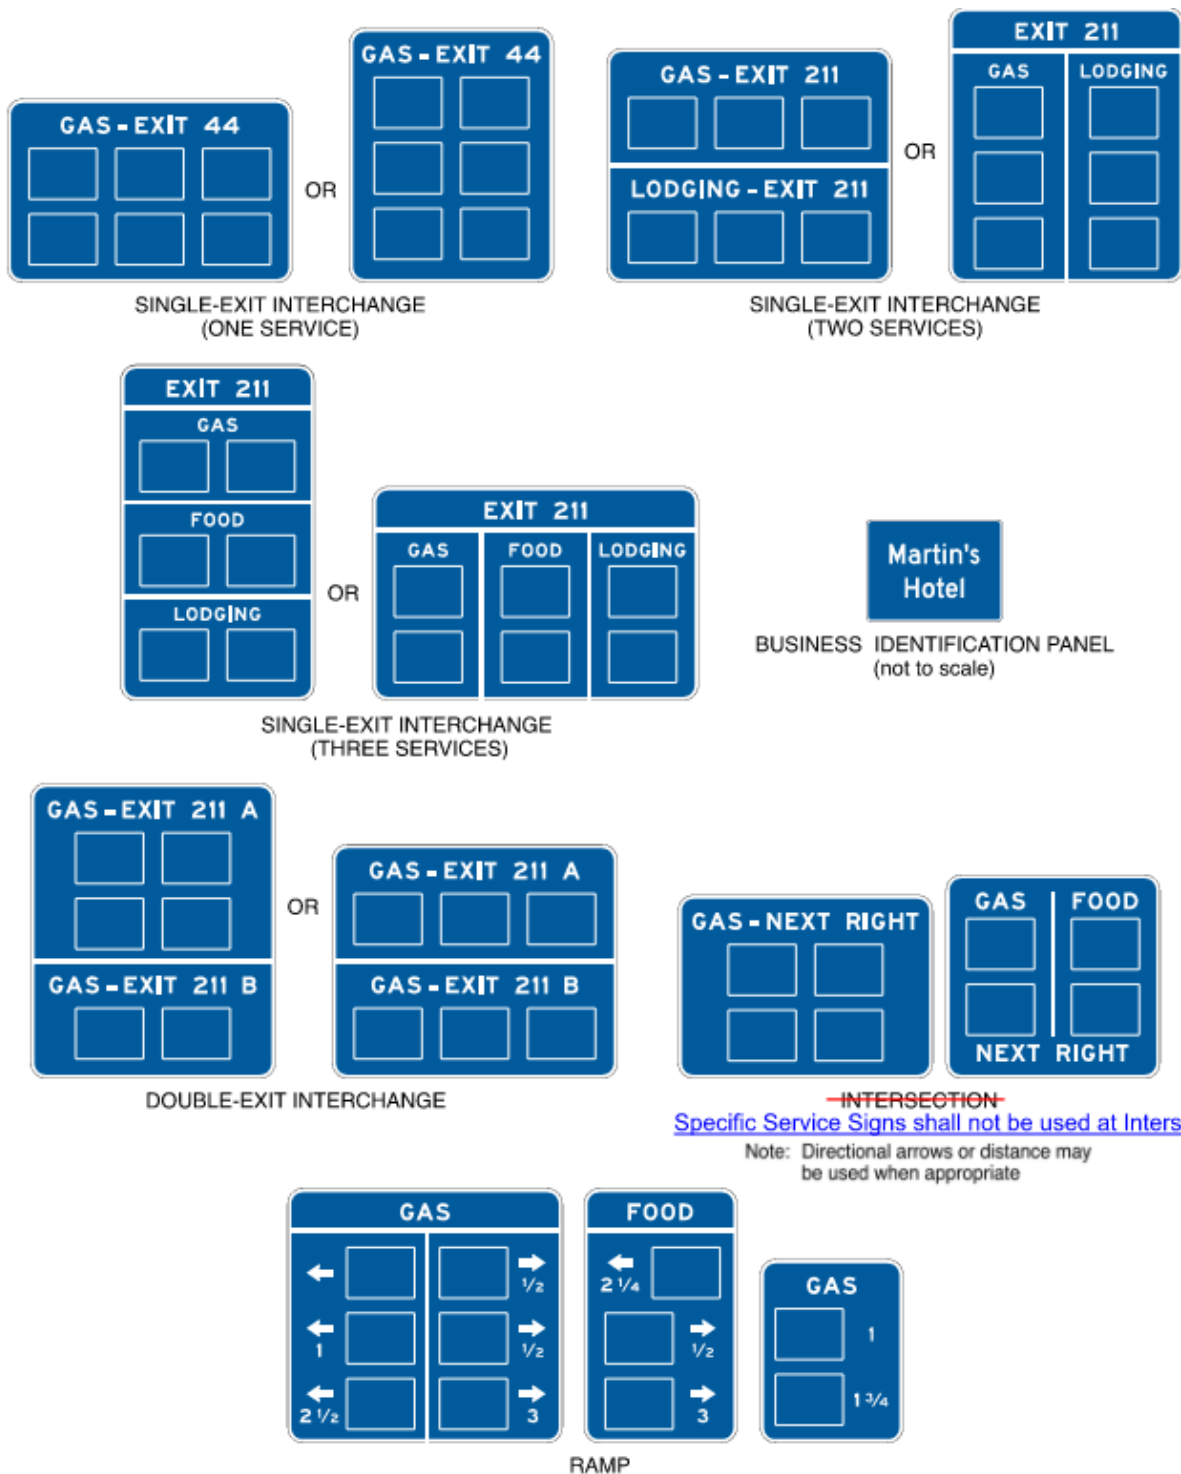 GAS-EXIT 44
OR
GAS-EXIT 44
SINGLE-EXIT INTERCHANGE
(ONE SERVICE)
GAS-EXIT 211
LODGING-EXIT 211
OR
EXIT 211
GAS LODGING
SINGLE-EXIT INTERCHANGE
(TWO SERVICES)
EXIT 211
GAS
FOOD
LODGING
OR
EXIT 211
GAS FOOD LODGING
SINGLE-EXIT INTERCHANGE
(THREE SERVICES)
Martin's
Hotel
BUSINESS IDENTIFICATION PANEL
(not to scale)
GAS-EXIT 211 A
GAS-EXIT 211 B
OR
GAS-EXIT 211 A
GAS-EXIT 211 B
DOUBLE-EXIT INTERCHANGE
GAS-NEXT RIGHT
GAS FOOD
NEXT RIGHT
INTERSECTION
Specific Service Signs shall not be used at Inters
Note: Directional arrows or distance may
be used when appropriate
GAS
← → 1/2
← 1 → 1/2
← 2 1/2 → 3
FOOD
← 2 1/4
→ 1/2
→ 3
GAS
1
1 3/4
RAMP